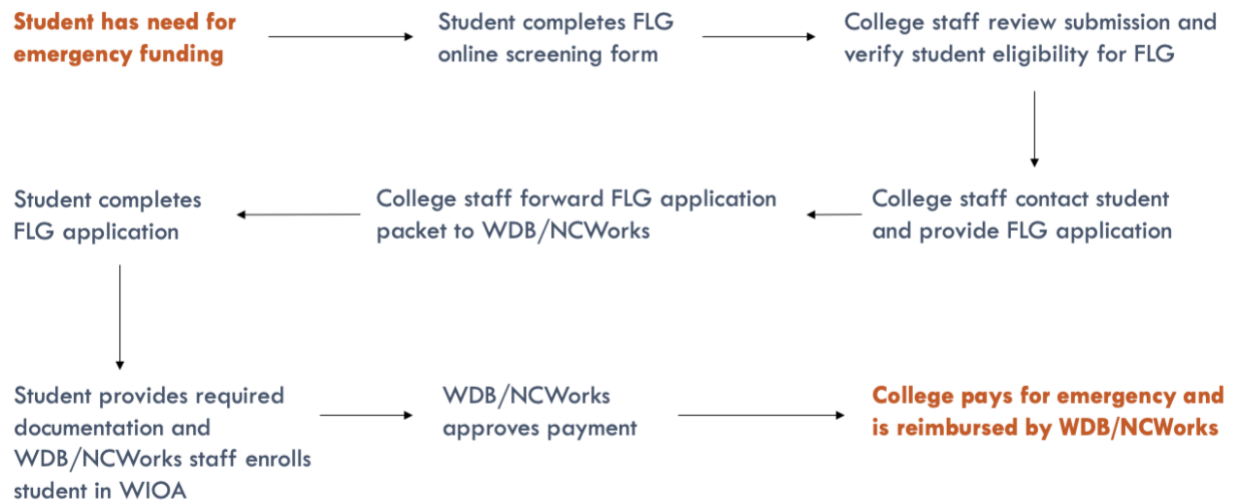 Student has need for
emergency funding
Student completes FLG
online screening form
College staff review submission and
verify student eligibility for FLG
College staff contact student
and provide FLG application
College staff forward FLG application
packet to WDB/NCWorks
Student completes
FLG application
Student provides required
documentation and
WDB/NCWorks staff enrolls
student in WIOA
WDB/NCWorks
approves payment
College pays for emergency and
is reimbursed by WDB/NCWorks